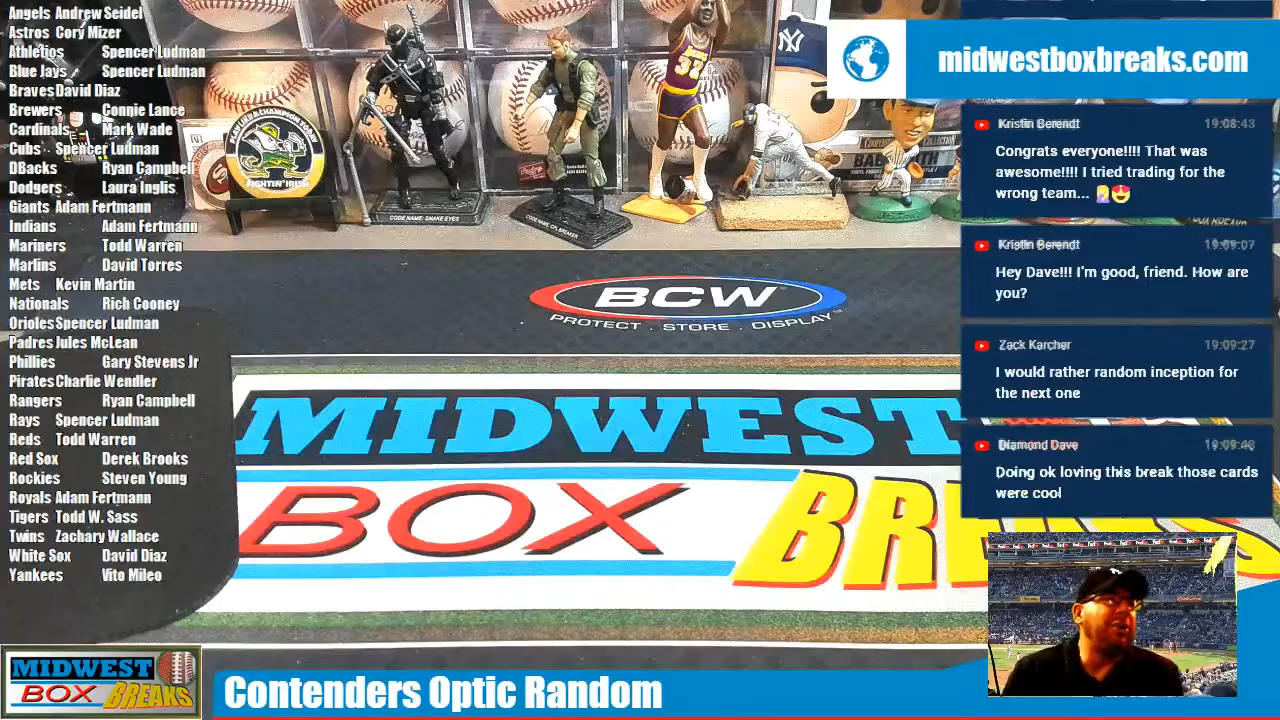 Angels Andrew Seidel
Astros Cory Mizer
Athletics Spencer Ludman
Blue Jays Spencer Ludman
Braves David Diaz
Brewers Connie Lance
Cardinals Mark Wade
Cubs Spencer Ludman
DBacks Ryan Campbell
Dodgers Laura Inglis
Giants Adam Fertmann
Indians Adam Fertmann
Mariners Todd Warren
Marlins David Torres
Mets Kevin Martin
Nationals Rich Cooney
Orioles Spencer Ludman
Padres Jules McLean
Phillies Gary Stevens Jr
Pirates Charlie Wendler
Rangers Ryan Campbell
Rays Spencer Ludman
Reds Todd Warren
Red Sox Derek Brooks
Rockies Steven Young
Royals Adam Fertmann
Tigers Todd W. Sass
Twins Zachary Wallace
White Sox David Diaz
Yankees Vito Mileo
FIGHTIN' IRISH
CODE NAME: SNAKE EYES
32
BCW
PROTECT . STORE . DISPLAY
MIDWEST
BOX
midwestboxbreaks.com
Kristin Berendt 19:08:43
Congrats everyone!!!! That was
awesome!!!! I tried trading for the
wrong team... 🤦🏼‍♀️😍
Kristin Berendt 19:09:07
Hey Dave!!! I'm good, friend. How are
you?
Zack Karcher 19:09:27
I would rather random inception for
the next one
Diamond Dave 19:09:48
Doing ok loving this break those cards
were cool
MIDWEST
BOX BREAKS
Contenders Optic Random